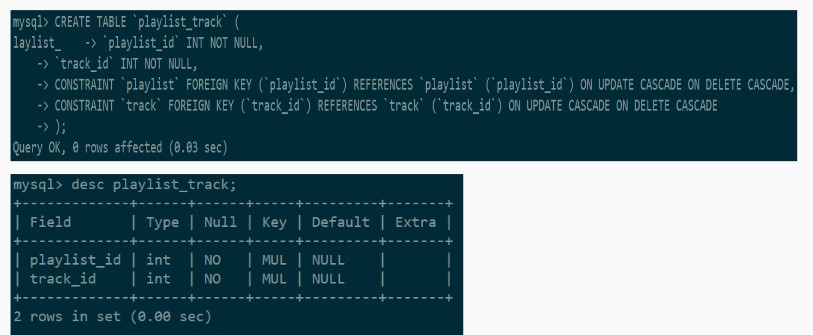 mysql> CREATE TABLE `playlist_track` (
laylist_    -> `playlist_id` INT NOT NULL,
    -> `track_id` INT NOT NULL,
    -> CONSTRAINT `playlist` FOREIGN KEY (`playlist_id`) REFERENCES `playlist` (`playlist_id`) ON UPDATE CASCADE ON DELETE CASCADE,
    -> CONSTRAINT `track` FOREIGN KEY (`track_id`) REFERENCES `track` (`track_id`) ON UPDATE CASCADE ON DELETE CASCADE
    -> );
Query OK, 0 rows affected (0.03 sec)
mysql> desc playlist_track;
+-------------+------+------+-----+---------+-------+
| Field       | Type | Null | Key | Default | Extra |
+-------------+------+------+-----+---------+-------+
| playlist_id | int  | NO   | MUL | NULL    |       |
| track_id    | int  | NO   | MUL | NULL    |       |
+-------------+------+------+-----+---------+-------+
2 rows in set (0.00 sec)